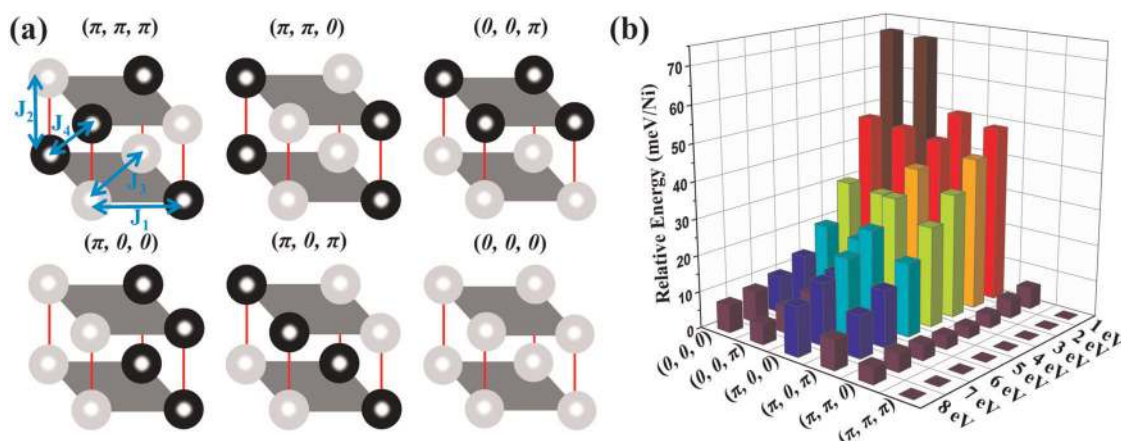 (a)
(π, π, π)
(π, π, 0)
(0, 0, π)
J2
J4
J3
J1
(π, 0, 0)
(π, 0, π)
(0, 0, 0)
(b)
Relative Energy (meV/Ni)
70
60
50
40
30
20
10
0
(0, 0, 0)
(0, 0, π)
(π, 0, 0)
(π, 0, π)
(π, π, 0)
(π, π, π)
8 eV
7 eV
6 eV
5 eV
4 eV
3 eV
2 eV
1 eV